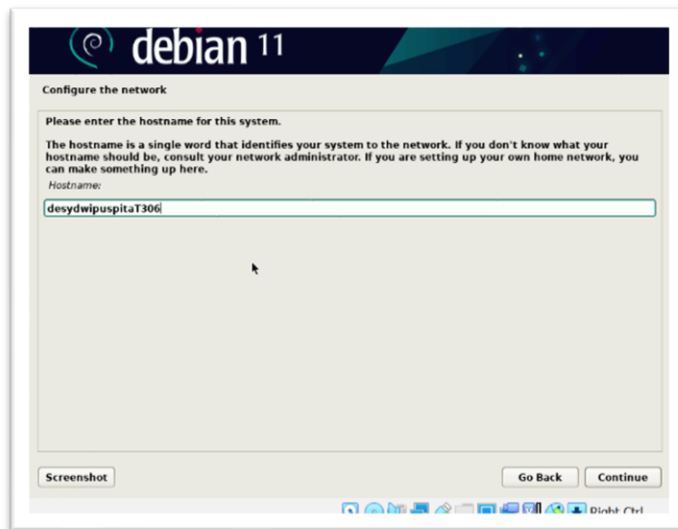 debian 11
Configure the network
Please enter the hostname for this system.
The hostname is a single word that identifies your system to the network. If you don't know what your
hostname should be, consult your network administrator. If you are setting up your own home network, you
can make something up here.
Hostname:
desydwipuspitaT306
Screenshot
Go Back
Continue
Right Ctrl